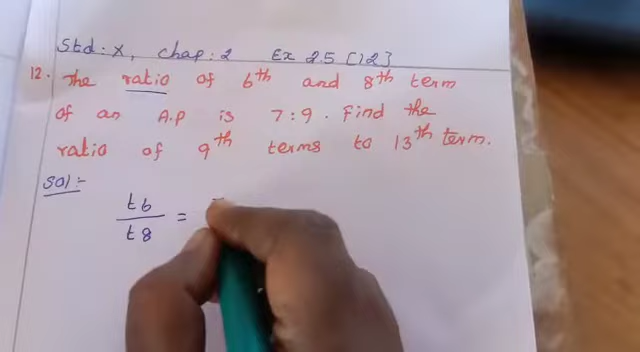 Std: X, Chap: 2 Ex 2.5 [12]
12. The ratio of 6th and 8th term
of an A.P is 7:9. Find the
ratio of 9th terms to 13th term.
Sol:-
t6
=
t8